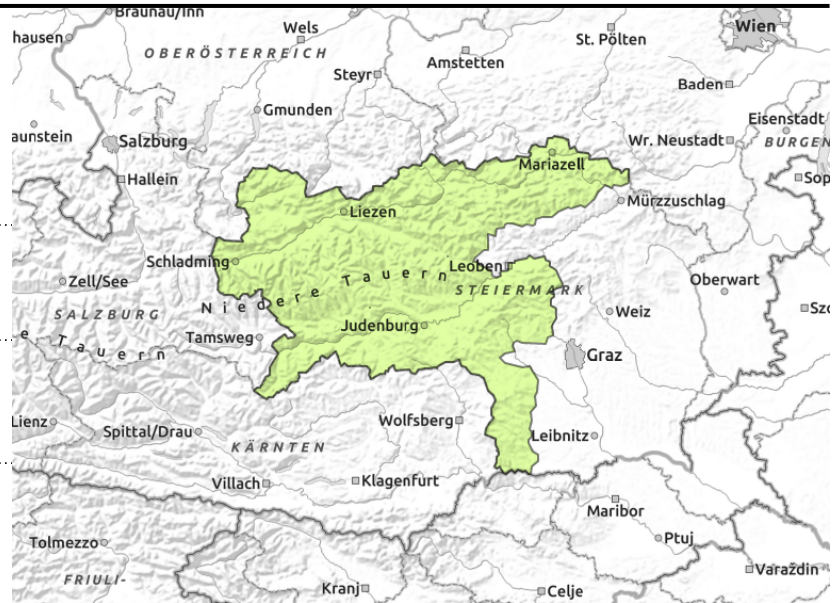 Braunau/Inn
hausen
Wels
OBERÖSTERREICH
Steyr
Amstetten
St. Pölten
Wien
Baden
Gmunden
Eisenstadt
aunstein
Salzburg
Wr. Neustadt
BURGEN
Mariazell
Hallein
Sop
Mürzzuschlag
Liezen
Schladming
Leoben
Niedere Tauern
STEIERMARK
Oberwart
Zell/See
SALZBURG
Szo
Weiz
Judenburg
Tamsweg
e. Tauern
Graz
Lienz
Wolfsberg
Spittal/Drau
Leibnitz
KÄRNTEN
Villach
Klagenfurt
Maribor
Tolmezzo
Ptuj
FRIULI-
Varaždin
Kranj
Celje